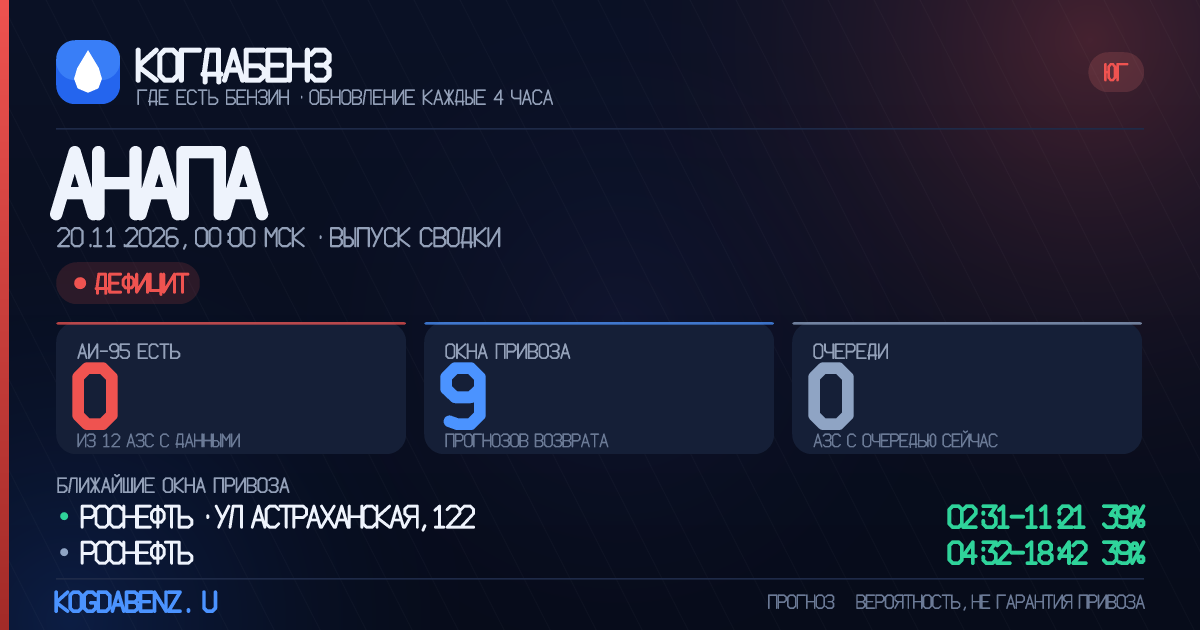 КОГДАБЕНЗ
ГДЕ ЕСТЬ БЕНЗИН · ОБНОВЛЕНИЕ КАЖДЫЕ 4 ЧАСА
ЮГ
АНАПА
20.11.2026, 00:00 МСК · ВЫПУСК СВОДКИ
• ДЕФИЦИТ
АИ-95 ЕСТЬ
0
ИЗ 12 АЗС С ДАННЫМИ
ОКНА ПРИВОЗА
9
ПРОГНОЗОВ ВОЗВРАТА
ОЧЕРЕДИ
0
АЗС С ОЧЕРЕДЬЮ СЕЙЧАС
БЛИЖАЙШИЕ ОКНА ПРИВОЗА
• РОСНЕФТЬ · УЛ АСТРАХАНСКАЯ, 122 02:31-11:21 39%
• РОСНЕФТЬ 04:32-18:42 39%
KOGDABENZ. U
ПРОГНОЗ ВЕРОЯТНОСТЬ, НЕ ГАРАНТИЯ ПРИВОЗА